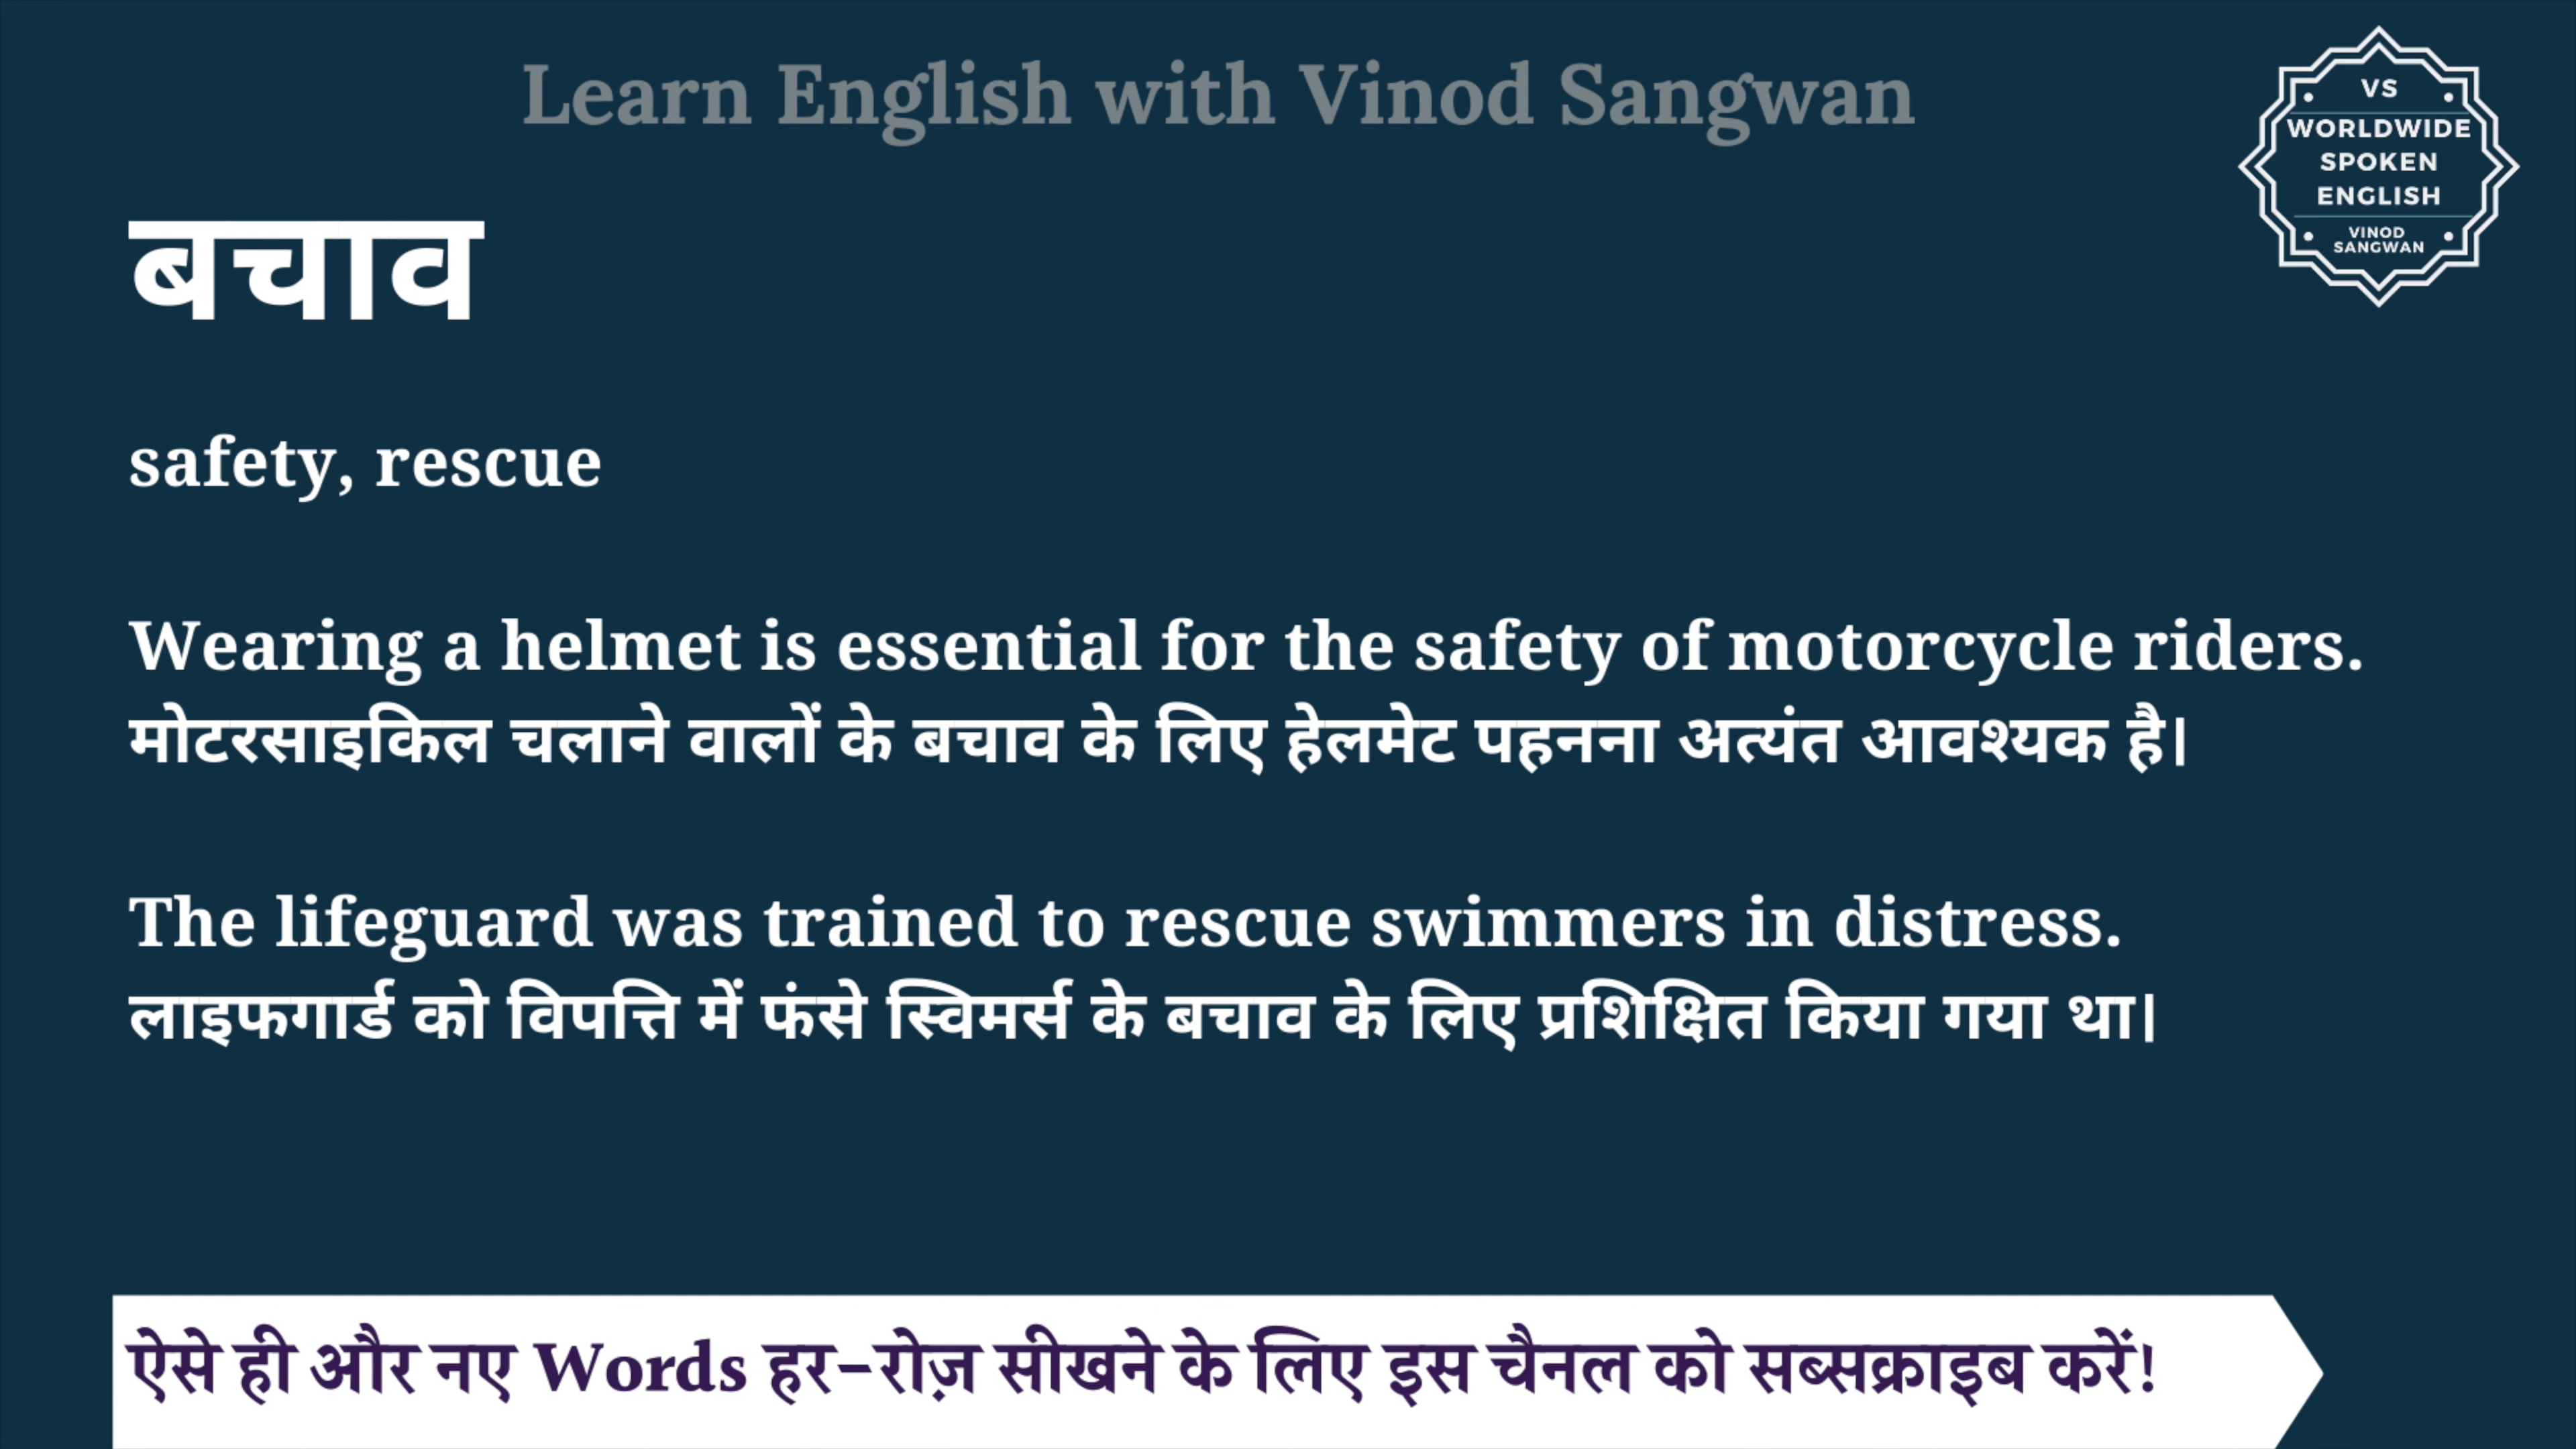 Learn English with Vinod Sangwan
VS
WORLDWIDE
SPOKEN
ENGLISH
VINOD
SANGWAN
बचाव
safety, rescue
Wearing a helmet is essential for the safety of motorcycle riders.
मोटरसाइकिल चलाने वालों के बचाव के लिए हेलमेट पहनना अत्यंत आवश्यक है।
The lifeguard was trained to rescue swimmers in distress.
लाइफगार्ड को विपत्ति में फंसे स्विमर्स के बचाव के लिए प्रशिक्षित किया गया था।
ऐसे ही और नए Words हर-रोज़ सीखने के लिए इस चैनल को सब्सक्राइब करें!